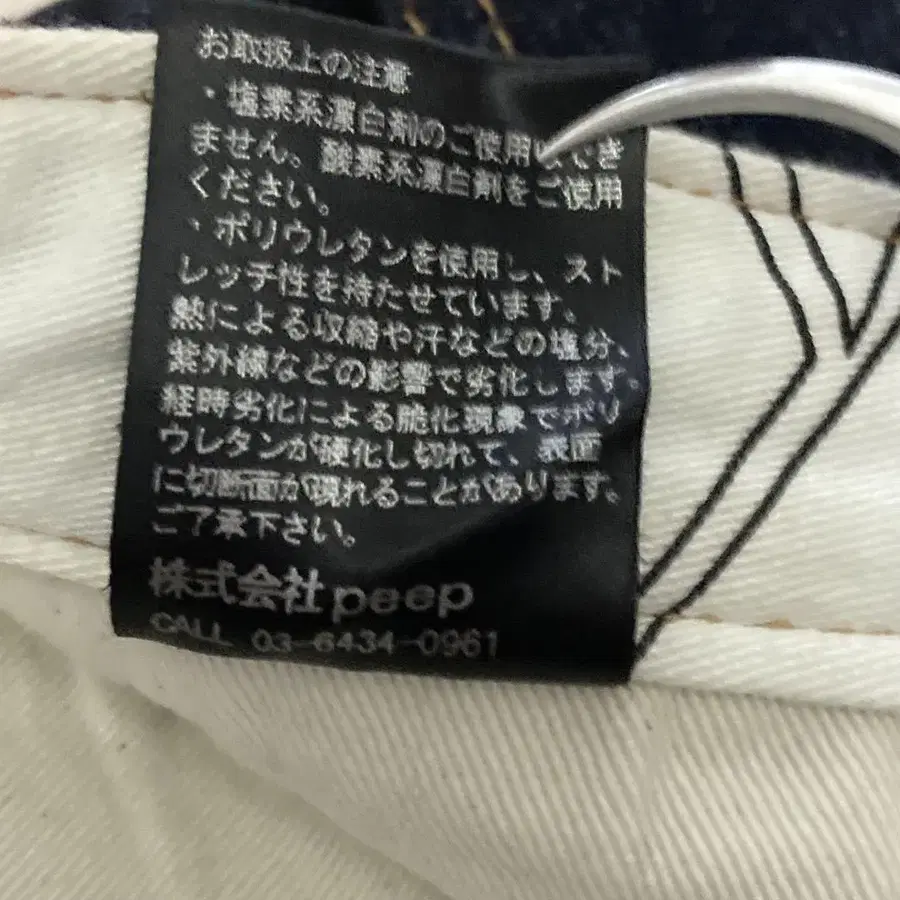 お取扱上の注意
・塩素系漂白剤のご使用はでき
ません。酸素系漂白剤をご使用
ください。
・ポリウレタンを使用し、スト
レッチ性を持たせています。
熱による収縮や汗などの塩分、
紫外線などの影響で劣化します。
経時劣化による脆化現象でポリ
ウレタンが硬化し切れて、表面
に切断面が現れることがあります。
ご了承下さい。
株式会社peep
CALL 03-6434-0961